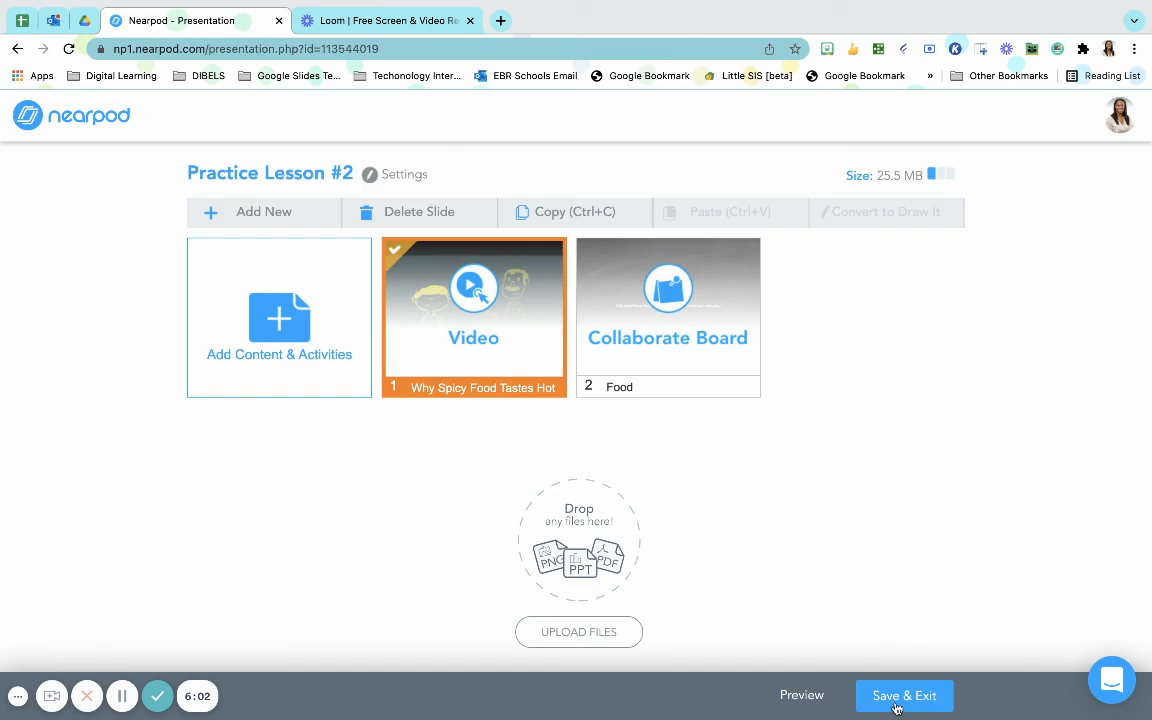 Nearpod - Presentation
Loom | Free Screen & Video Re
np1.nearpod.com/presentation.php?id=113544019
Apps Digital Learning DIBELS Google Slides Te... Techonology Inter... EBR Schools Email Google Bookmark Little SIS [beta] Google Bookmark » Other Bookmarks Reading List
nearpod
Practice Lesson #2 Settings Size: 25.5 MB
Add New Delete Slide Copy (Ctrl+C) Paste (Ctrl+V) Convert to Draw It
Add Content & Activities
Video
1 Why Spicy Food Tastes Hot
Collaborate Board
2 Food
Drop
any files here!
PNG PPT PDF
UPLOAD FILES
6:02 Preview Save & Exit